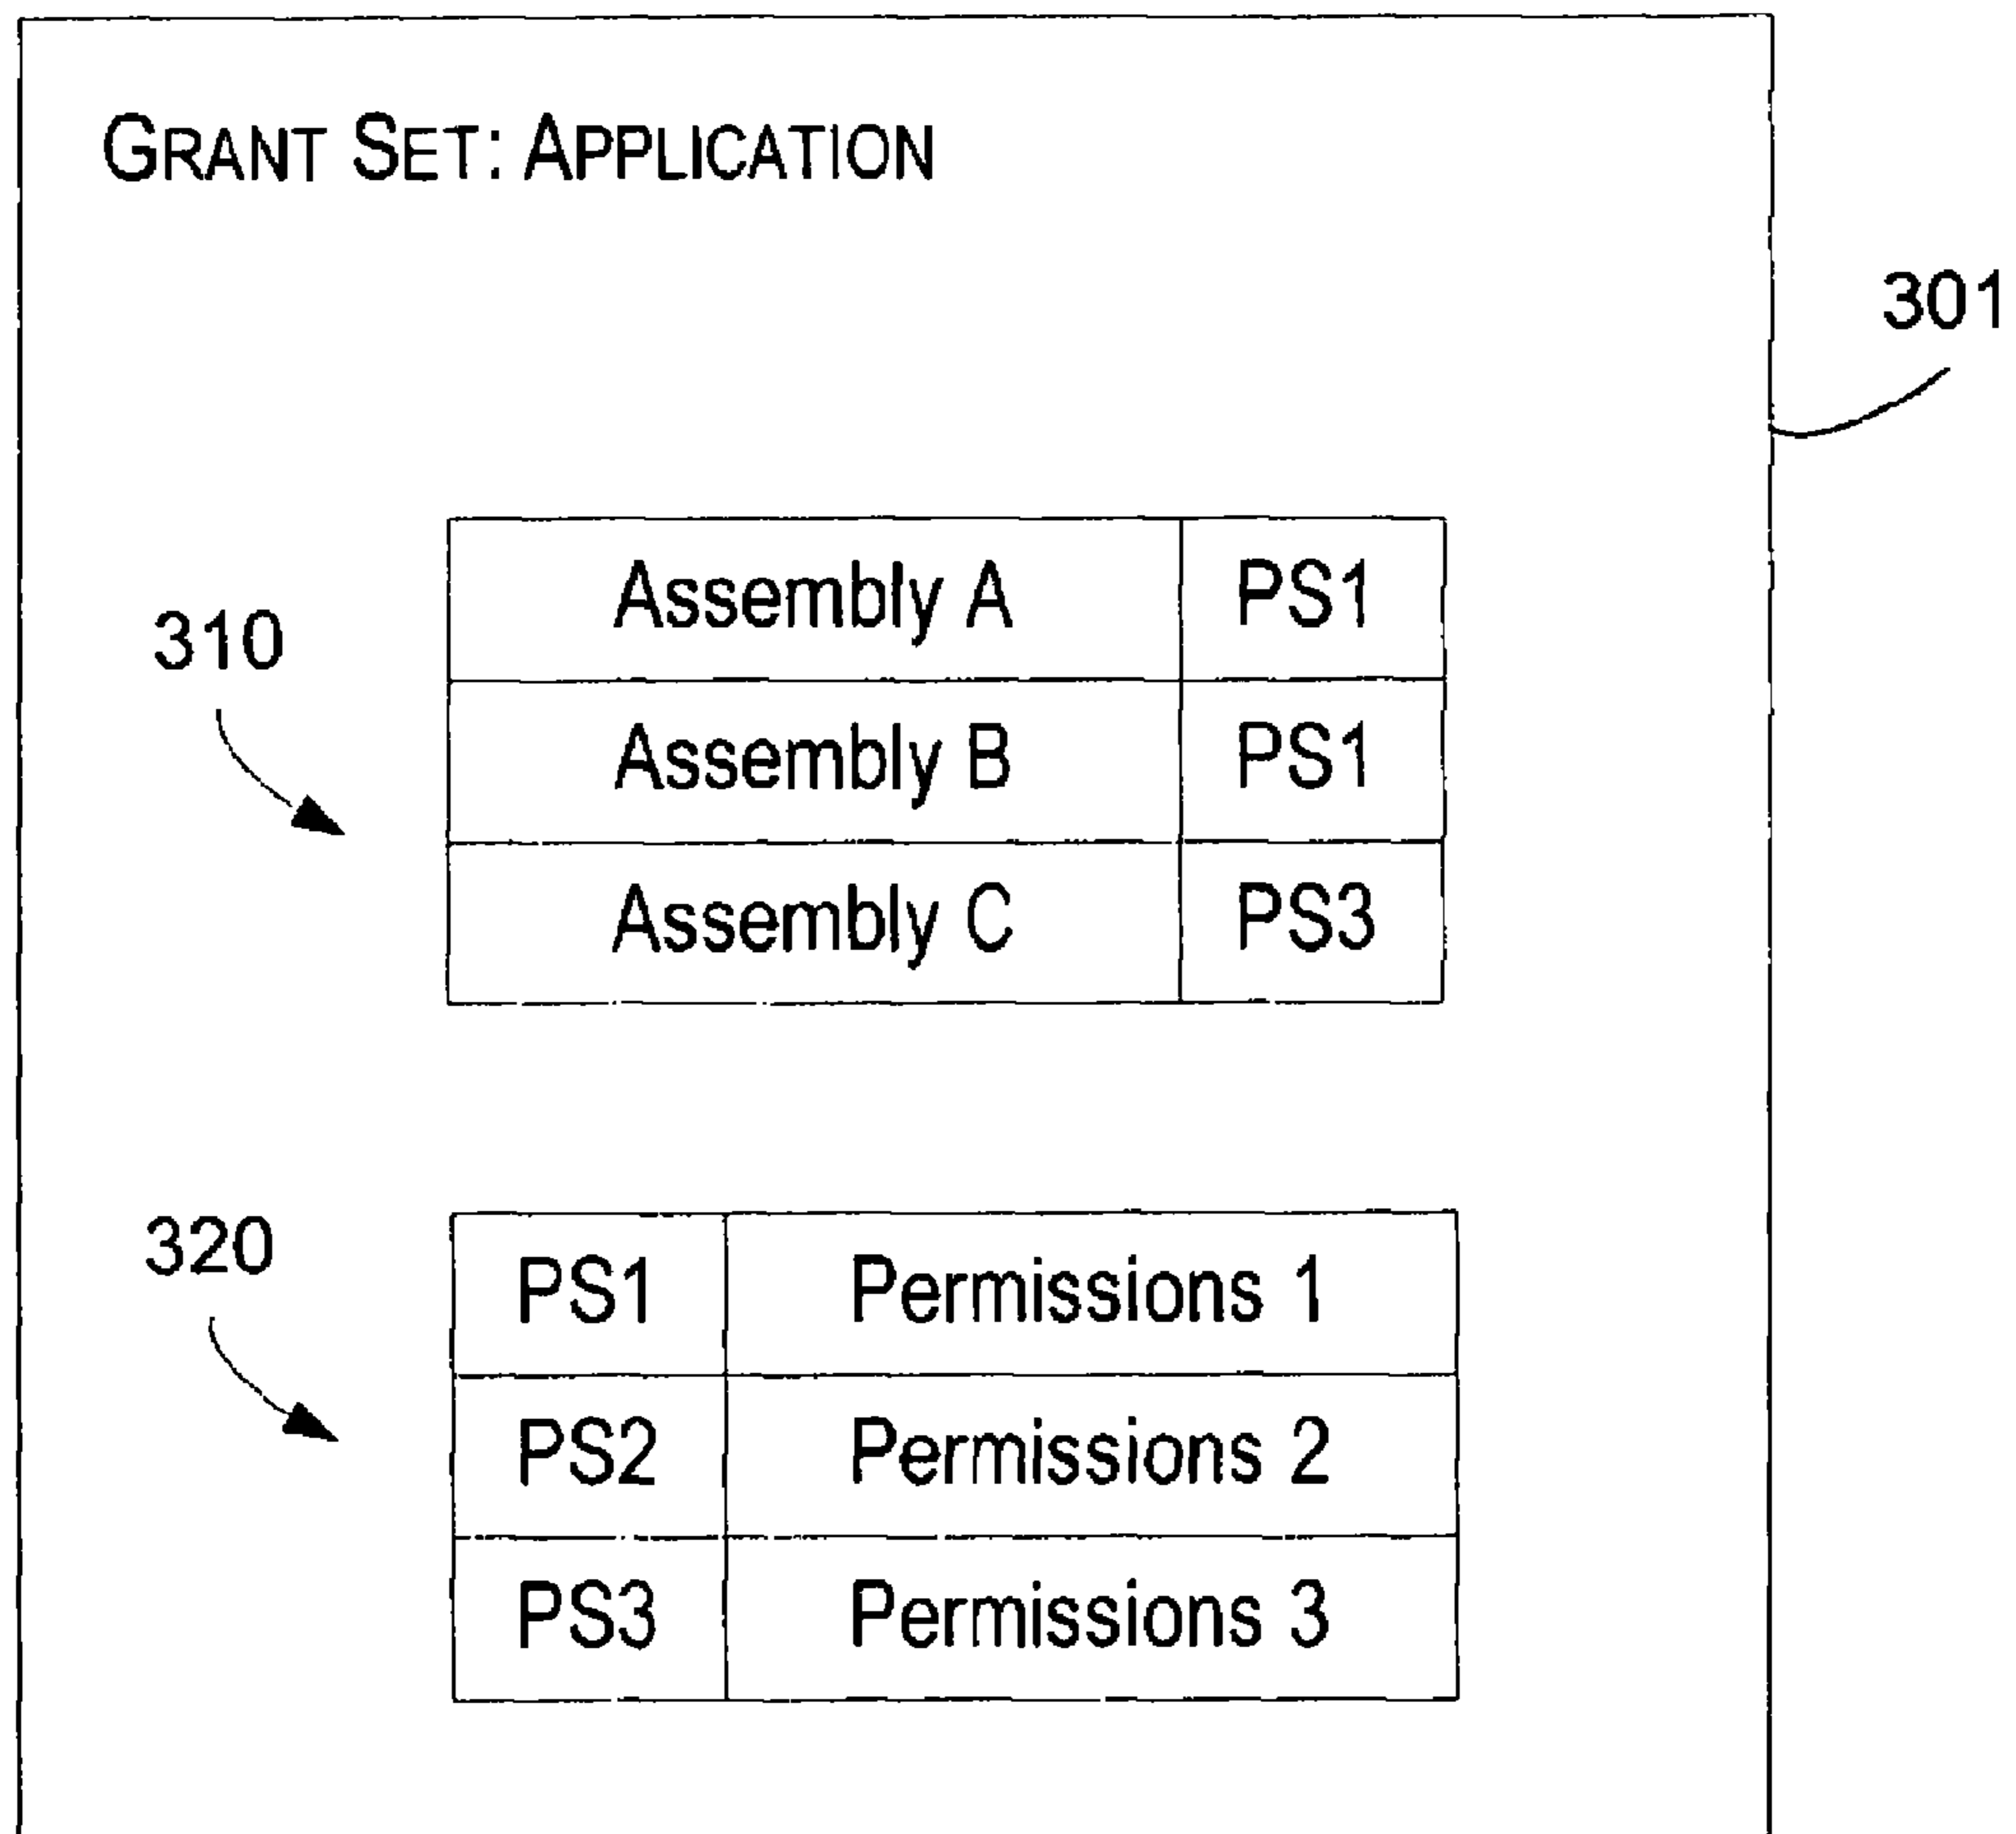 GRANT SET: APPLICATION
301
310
Assembly A PS1
Assembly B PS1
Assembly C PS3
320
PS1 Permissions 1
PS2 Permissions 2
PS3 Permissions 3